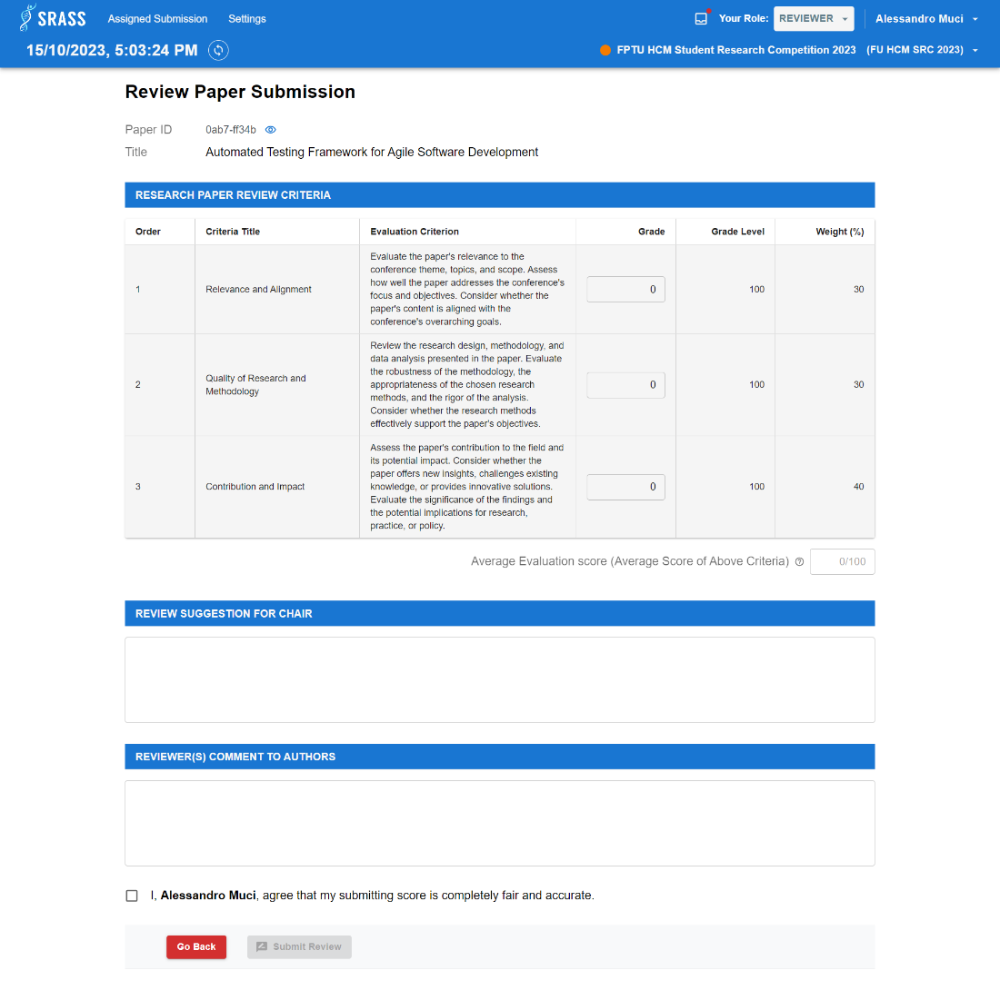 SRASS
Assigned Submission
Settings
Your Role:
REVIEWER
Alessandro Muci
15/10/2023, 5:03:24 PM
FPTU HCM Student Research Competition 2023 (FU HCM SRC 2023)
Review Paper Submission
Paper ID
0ab7-ff34b
Title
Automated Testing Framework for Agile Software Development
RESEARCH PAPER REVIEW CRITERIA
Order
Criteria Title
Evaluation Criterion
Grade
Grade Level
Weight (%)
1
Relevance and Alignment
Evaluate the paper's relevance to the
conference theme, topics, and scope. Assess
how well the paper addresses the conference's
focus and objectives. Consider whether the
paper's content is aligned with the
conference's overarching goals.
0
100
30
2
Quality of Research and
Methodology
Review the research design, methodology, and
data analysis presented in the paper. Evaluate
the robustness of the methodology, the
appropriateness of the chosen research
methods, and the rigor of the analysis.
Consider whether the research methods
effectively support the paper's objectives.
0
100
30
3
Contribution and Impact
Assess the paper's contribution to the field and
its potential impact. Consider whether the
paper offers new insights, challenges existing
knowledge, or provides innovative solutions.
Evaluate the significance of the findings and
the potential implications for research,
practice, or policy.
0
100
40
Average Evaluation score (Average Score of Above Criteria)
0/100
REVIEW SUGGESTION FOR CHAIR
REVIEWER(S) COMMENT TO AUTHORS
I, Alessandro Muci, agree that my submitting score is completely fair and accurate.
Go Back
Submit Review